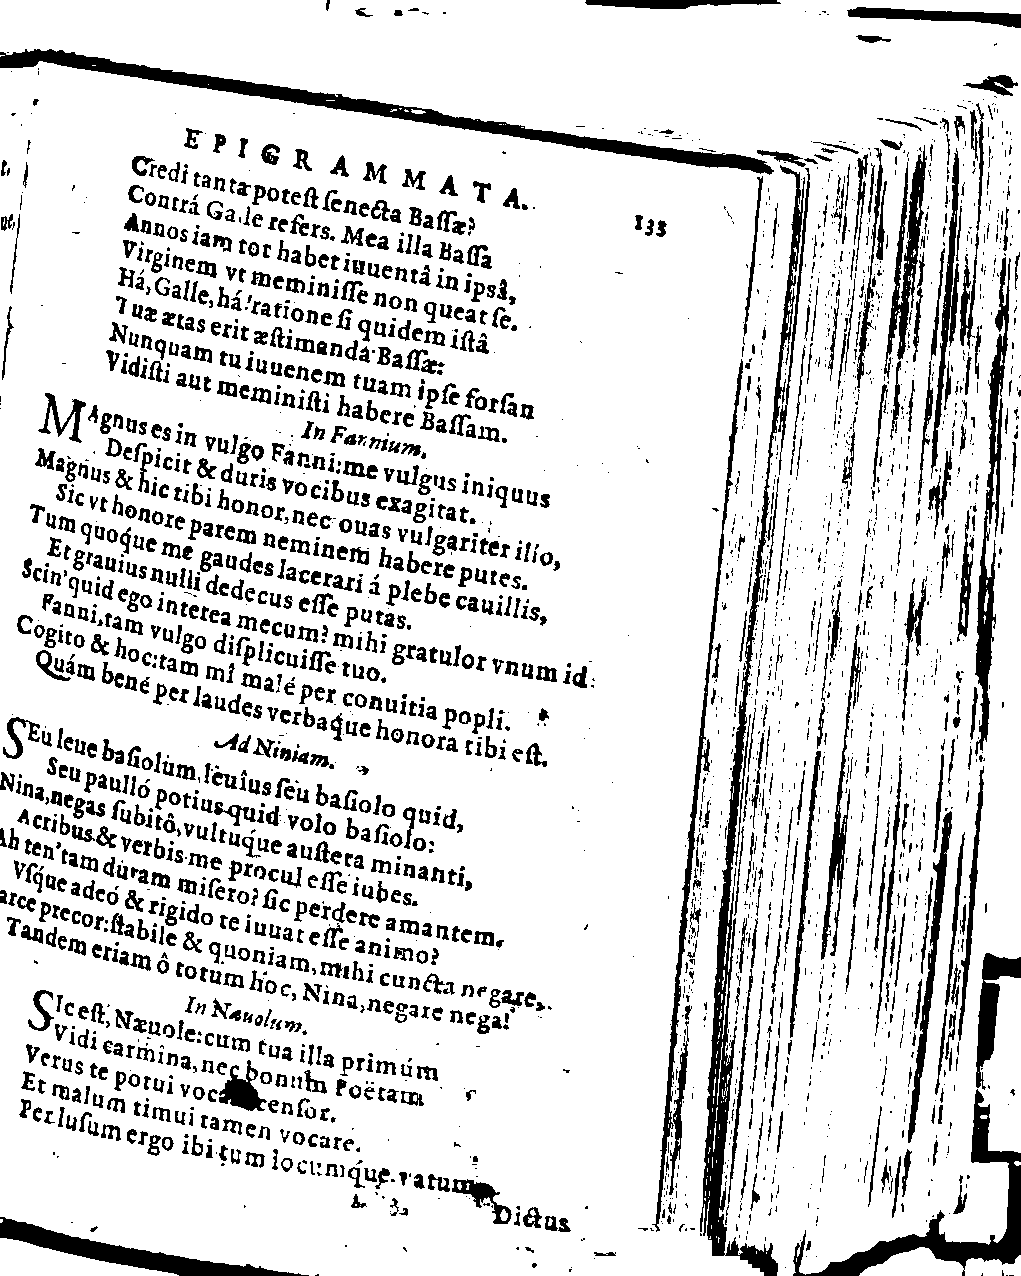 EPIGRAMMATA. 135
Credi tantæ potest senecta Bassæ?
Contrá Galle refers. Mea illa Bassa
Annos iam tot habet iuuentâ in ipsâ,
Virginem vt meminisse non queat se.
Há, Galle, há! ratione si quidem istâ
Tuæ ætas erit æstimanda Bassæ:
Nunquam tu iuuenem tuam ipse forsan
Vidisti aut meministi habere Bassam.
In Fannium.
MAgnus es in vulgo Fanni: me vulgus iniquus
Despicit & duris vocibus exagitat.
Magnus & hic tibi honor, nec ouas vulgariter illo,
Sic vt honore parem neminem habere putes.
Tum quoque me gaudes lacerari á plebe cauillis,
Et grauius nulli dedecus esse putas.
Scin' quid ego interea mecum? mihi gratulor vnum id:
Fanni, tam vulgo displicuisse tuo.
Cogito & hoc: tam mî malé per conuitia popli.
Quám bené per laudes verbaque honora tibi est.
Ad Niniam.
SEu leue basiolum, leuius seu basiolo quid,
Seu paulló potius quid volo basiolo:
Nina, negas subitô, vultuque austera minanti,
Acribus & verbis me procul esse iubes.
Ah ten' tam duram misero? sic perdere amantem.
Vsque adeó & rigido te iuuat esse animo?
arce precor: stabile & quoniam, mihi cuncta negare,
Tandem etiam ô totum hoc, Nina, negare nega!
In Næuolum.
SIc est, Næuole: cum tua illa primúm
Vidi carmina, nec bonum Poëtam
Verus te potui censor.
Et malum timui tamen vocare.
Per lusum ergo ibi tum locumque vatum
Dictus